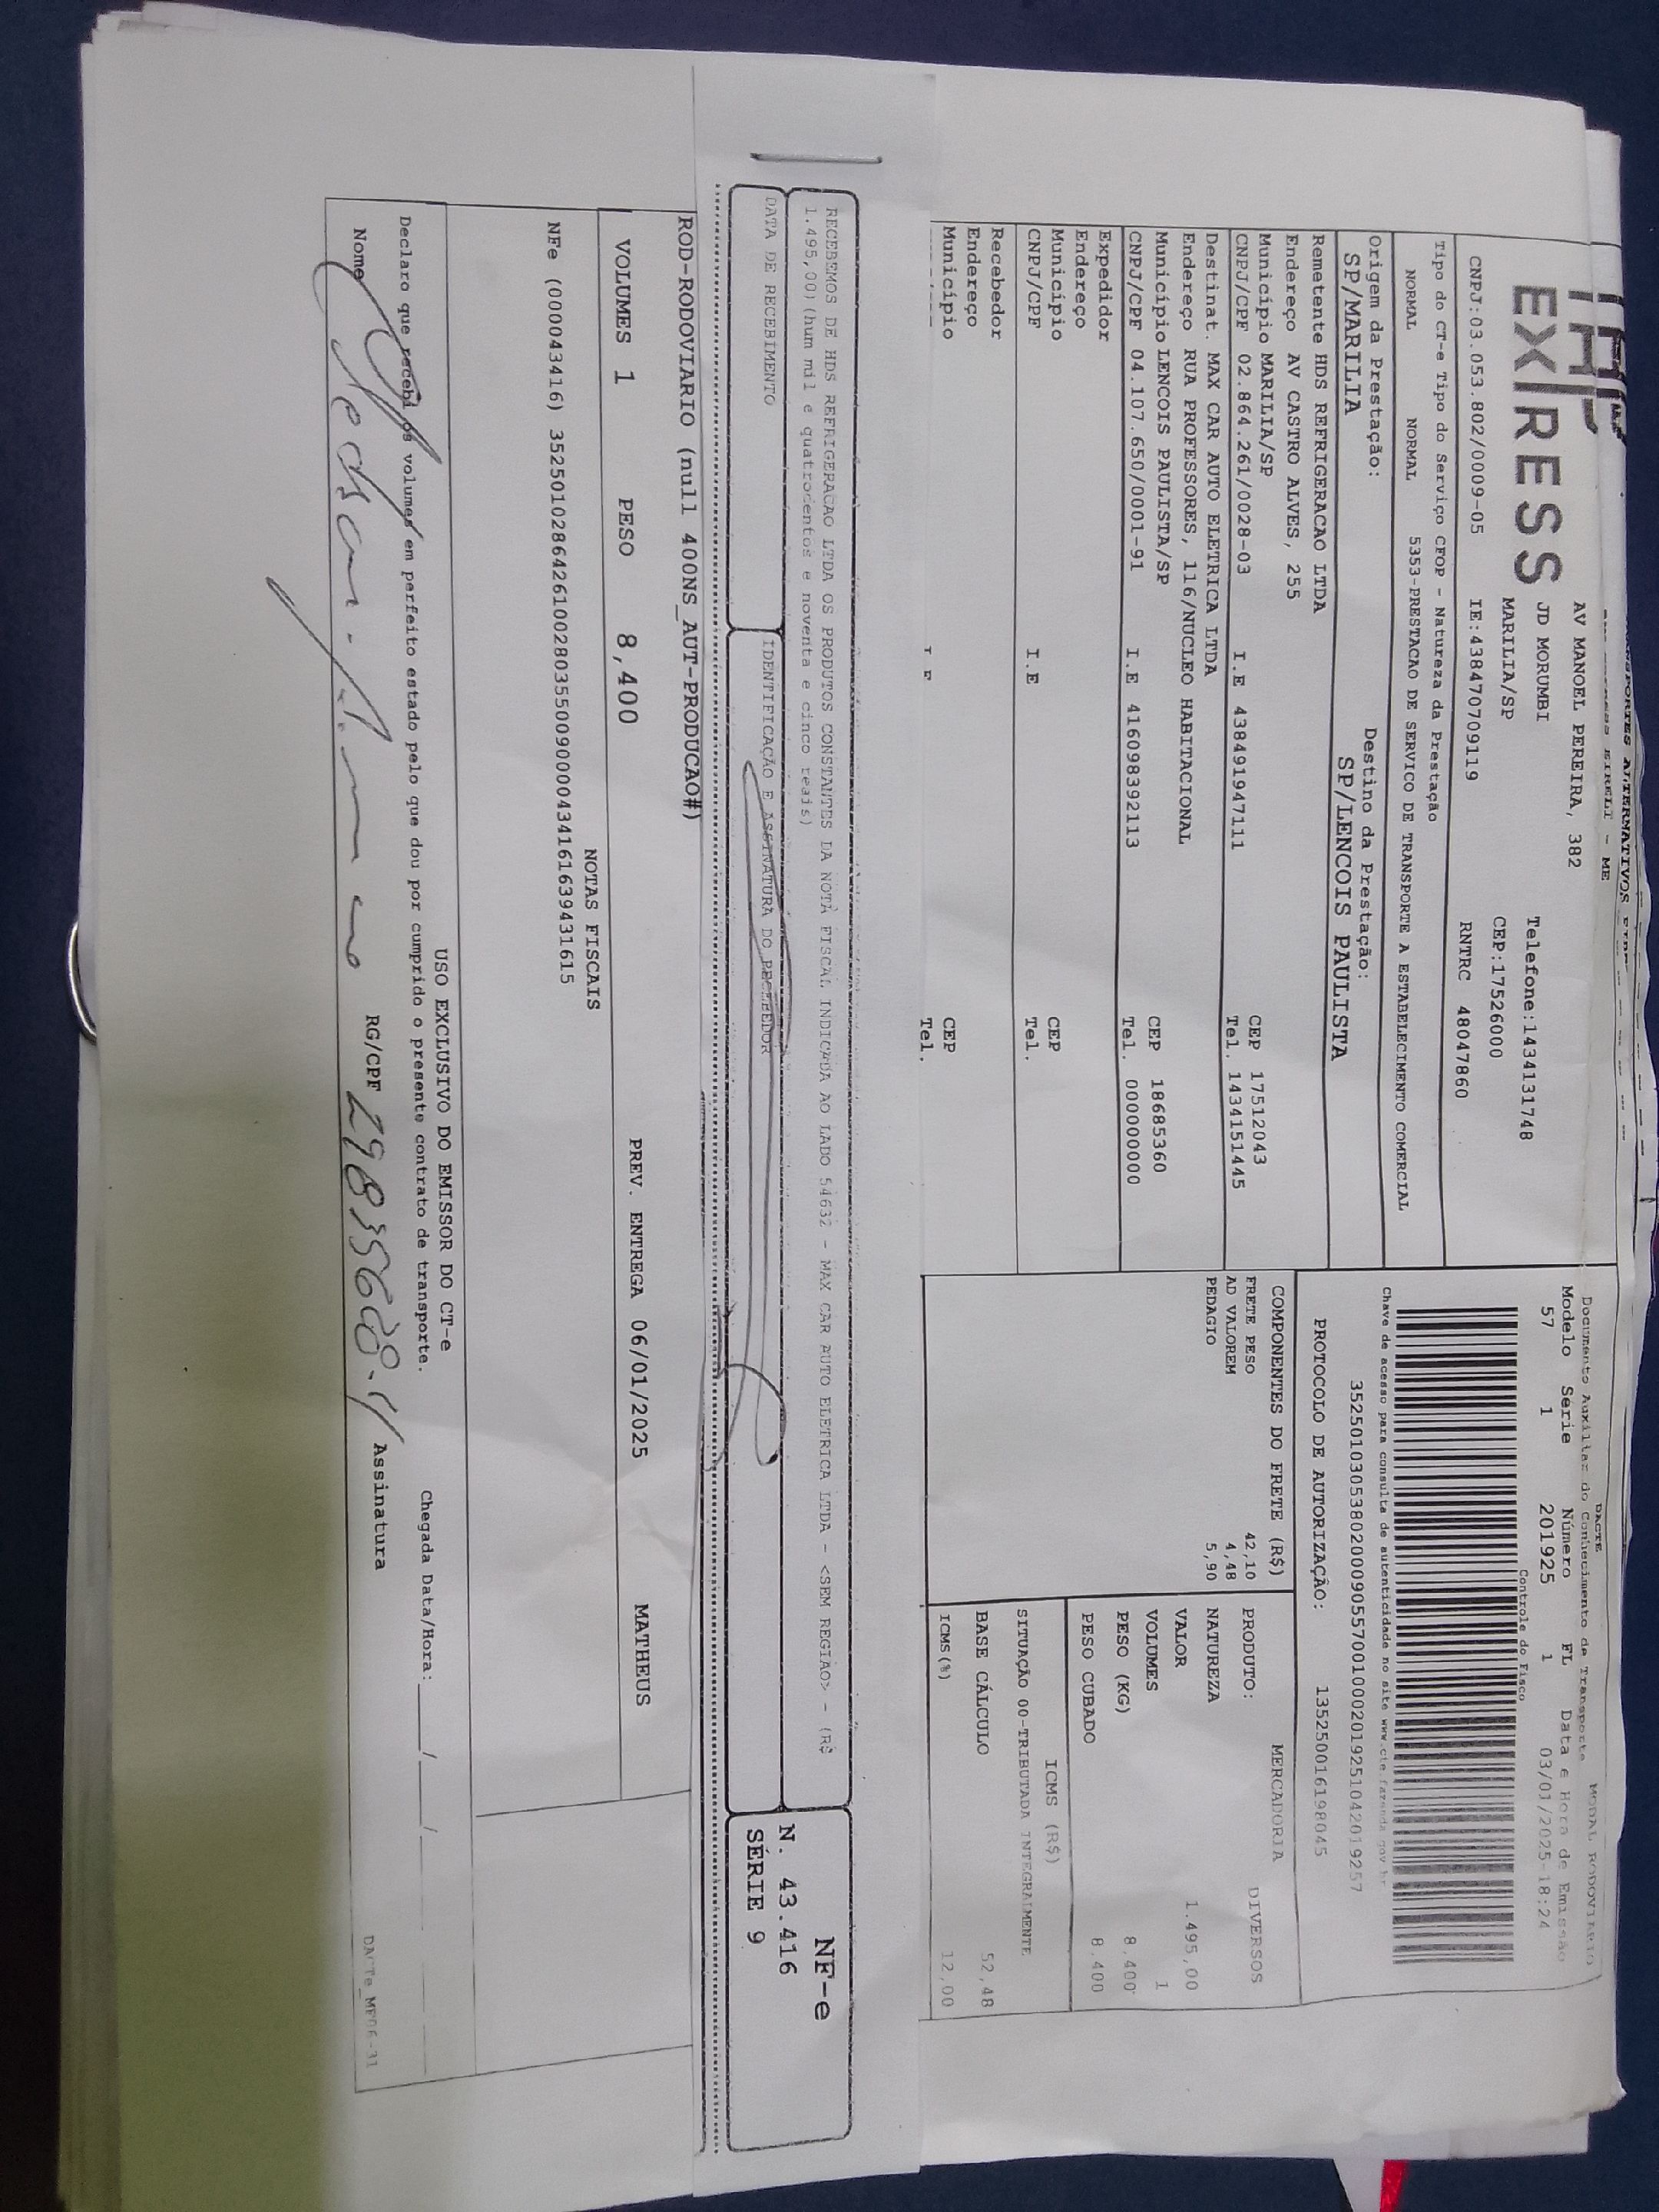 EXPRESS
AV MANOEL PEREIRA, 382
JD MORUMBI
Telefone:1434131748
MARILIA/SP
CEP:17526000
CNPJ:03.053.802/0009-05 IE:438470709119 RNTRC 48047860
Tipo do CT-e Tipo do Serviço CFOP - Natureza da Prestação
NORMAL NORMAL 5353-PRESTACAO DE SERVICO DE TRANSPORTE A ESTABELECIMENTO COMERCIAL
Origem da Prestação: Destino da Prestação:
SP/MARILIA SP/LENCOIS PAULISTA
Remetente HDS REFRIGERACAO LTDA
Endereço AV CASTRO ALVES, 255
Município MARILIA/SP CEP 17512043
CNPJ/CPF 02.864.261/0028-03 I.E 438491947111 Tel. 1434151445
Destinat. MAX CAR AUTO ELETRICA LTDA
Endereço RUA PROFESSORES, 116/NUCLEO HABITACIONAL
Município LENCOIS PAULISTA/SP CEP 18685360
CNPJ/CPF 04.107.650/0001-91 I.E 416098392113 Tel. 000000000
Expedidor
Endereço
Município CEP
CNPJ/CPF I.E Tel.
Recebedor
Endereço
Município CEP
Tel.
DACTE
Documento Auxiliar do Conhecimento de Transporte MODAL RODOVIARIO
Modelo Série Número FL Data e Hora de Emissão
57 1 201925 1 03/01/2025-18:24
Controle do Fisco
Chave de acesso para consulta de autenticidade no site www.cte.fazenda.gov.br
35250103053802000905570010002019251042019257
PROTOCOLO DE AUTORIZAÇÃO: 135250016198045
COMPONENTES DO FRETE (R$)
FRETE PESO 42,10
AD VALOREM 4,48
PEDAGIO 5,90
MERCADORIA
PRODUTO: DIVERSOS
NATUREZA
VALOR 1.495,00
VOLUMES 1
PESO (KG) 8,400
PESO CUBADO 8,400
ICMS (R$)
SITUAÇÃO 00-TRIBUTADA INTEGRALMENTE
BASE CÁLCULO 52,48
ICMS(%) 12,00
RECEBEMOS DE HDS REFRIGERACAO LTDA OS PRODUTOS CONSTANTES DA NOTA FISCAL INDICADA AO LADO 54632 - MAX CAR AUTO ELETRICA LTDA - <SEM REGIAO> - (R$
1.495,00)(hum mil e quatrocentos e noventa e cinco reais)
DATA DE RECEBIMENTO IDENTIFICAÇÃO E ASSINATURA DO RECEBEDOR
NF-e
N. 43.416
SÉRIE 9
ROD-RODOVIARIO (null 400NS_AUT-PRODUCAO#)
VOLUMES 1 PESO 8,400 PREV. ENTREGA 06/01/2025 MATHEUS
NOTAS FISCAIS
NFe (000043416) 35250102864261002803550090000434161639431615
USO EXCLUSIVO DO EMISSOR DO CT-e
Declaro que recebi os volumes em perfeito estado pelo que dou por cumprido o presente contrato de transporte. Chegada Data/Hora: / /
Nome RG/CPF Assinatura